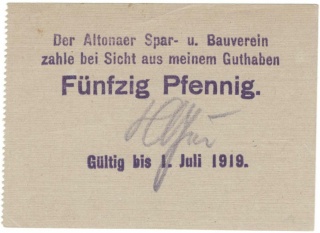 Der Altonaer Spar- u. Bauverein
zahle bei Sicht aus meinem Guthaben
Fünfzig Pfennig.
Gültig bis 1. Juli 1919.